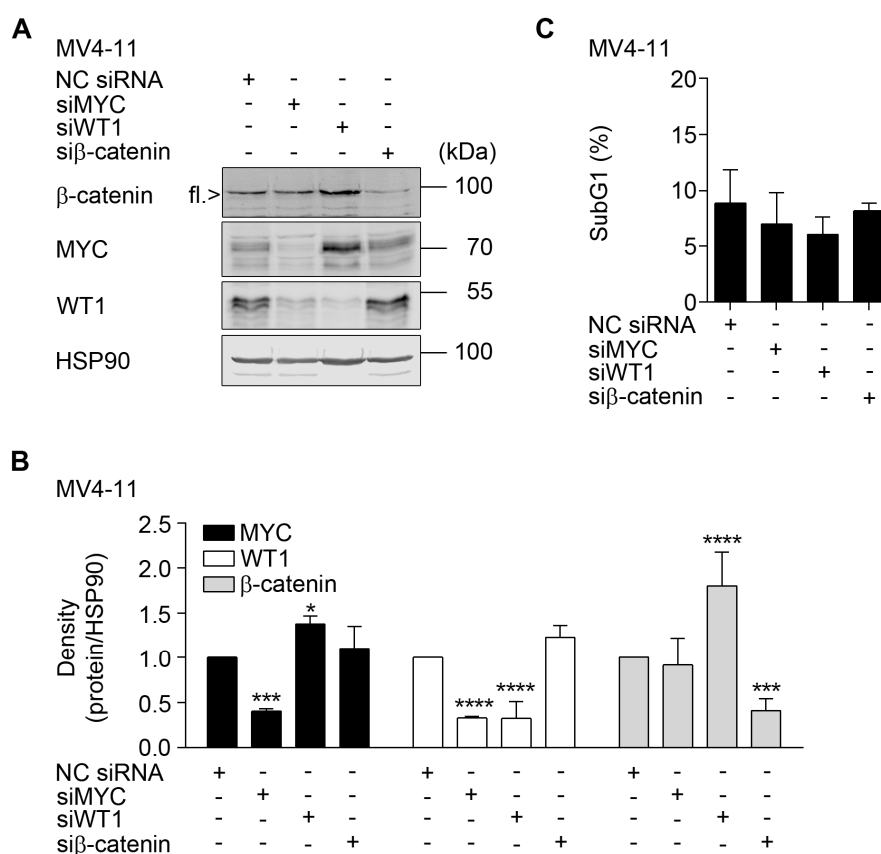 A
MV4-11
NC siRNA + - - -
siMYC - + - -
siWT1 - - + -
siβ-catenin - - - + (kDa)
β-catenin fl.> 100
MYC 70
WT1 55
HSP90 100
C
MV4-11
SubG1 (%)
20
15
10
5
0
NC siRNA + - - -
siMYC - + - -
siWT1 - - + -
siβ-catenin - - - +
B
MV4-11
Density
(protein/HSP90)
2.5
2.0
1.5
1.0
0.5
0.0
MYC
WT1
β-catenin
*** * **** **** **** ***
NC siRNA + - - - + - - - + - - -
siMYC - + - - - + - - - + - -
siWT1 - - + - - - + - - - + -
siβ-catenin - - - + - - - + - - - +